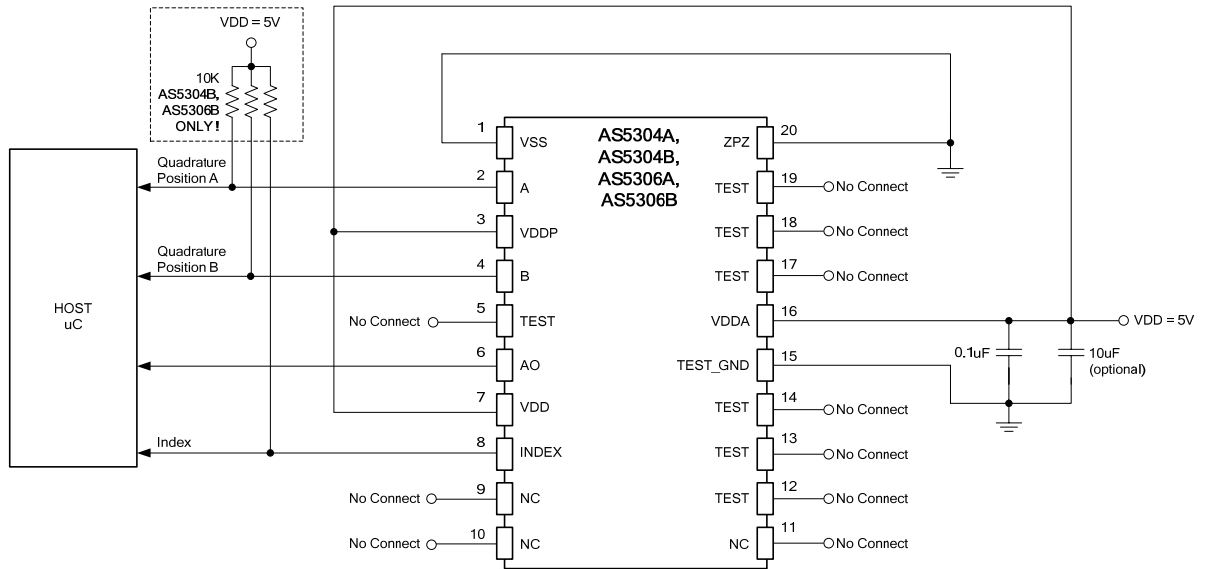 VDD = 5V
10K
AS5304B,
AS5306B
ONLY!
HOST
uC
Quadrature
Position A
Quadrature
Position B
Index
No Connect
No Connect
No Connect
AS5304A,
AS5304B,
AS5306A,
AS5306B
1 VSS
2 A
3 VDDP
4 B
5 TEST
6 AO
7 VDD
8 INDEX
9 NC
10 NC
ZPZ 20
TEST 19 No Connect
TEST 18 No Connect
TEST 17 No Connect
VDDA 16
TEST_GND 15
TEST 14 No Connect
TEST 13 No Connect
TEST 12 No Connect
NC 11 No Connect
VDD = 5V
0.1uF
10uF
(optional)